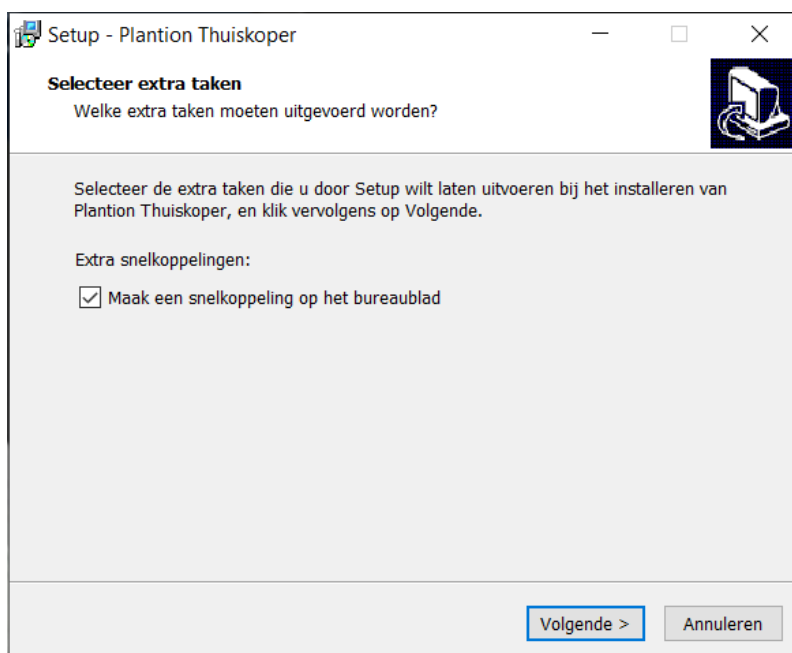 Setup - Plantion Thuiskoper
Selecteer extra taken
Welke extra taken moeten uitgevoerd worden?
Selecteer de extra taken die u door Setup wilt laten uitvoeren bij het installeren van
Plantion Thuiskoper, en klik vervolgens op Volgende.
Extra snelkoppelingen:
Maak een snelkoppeling op het bureaublad
Volgende >
Annuleren